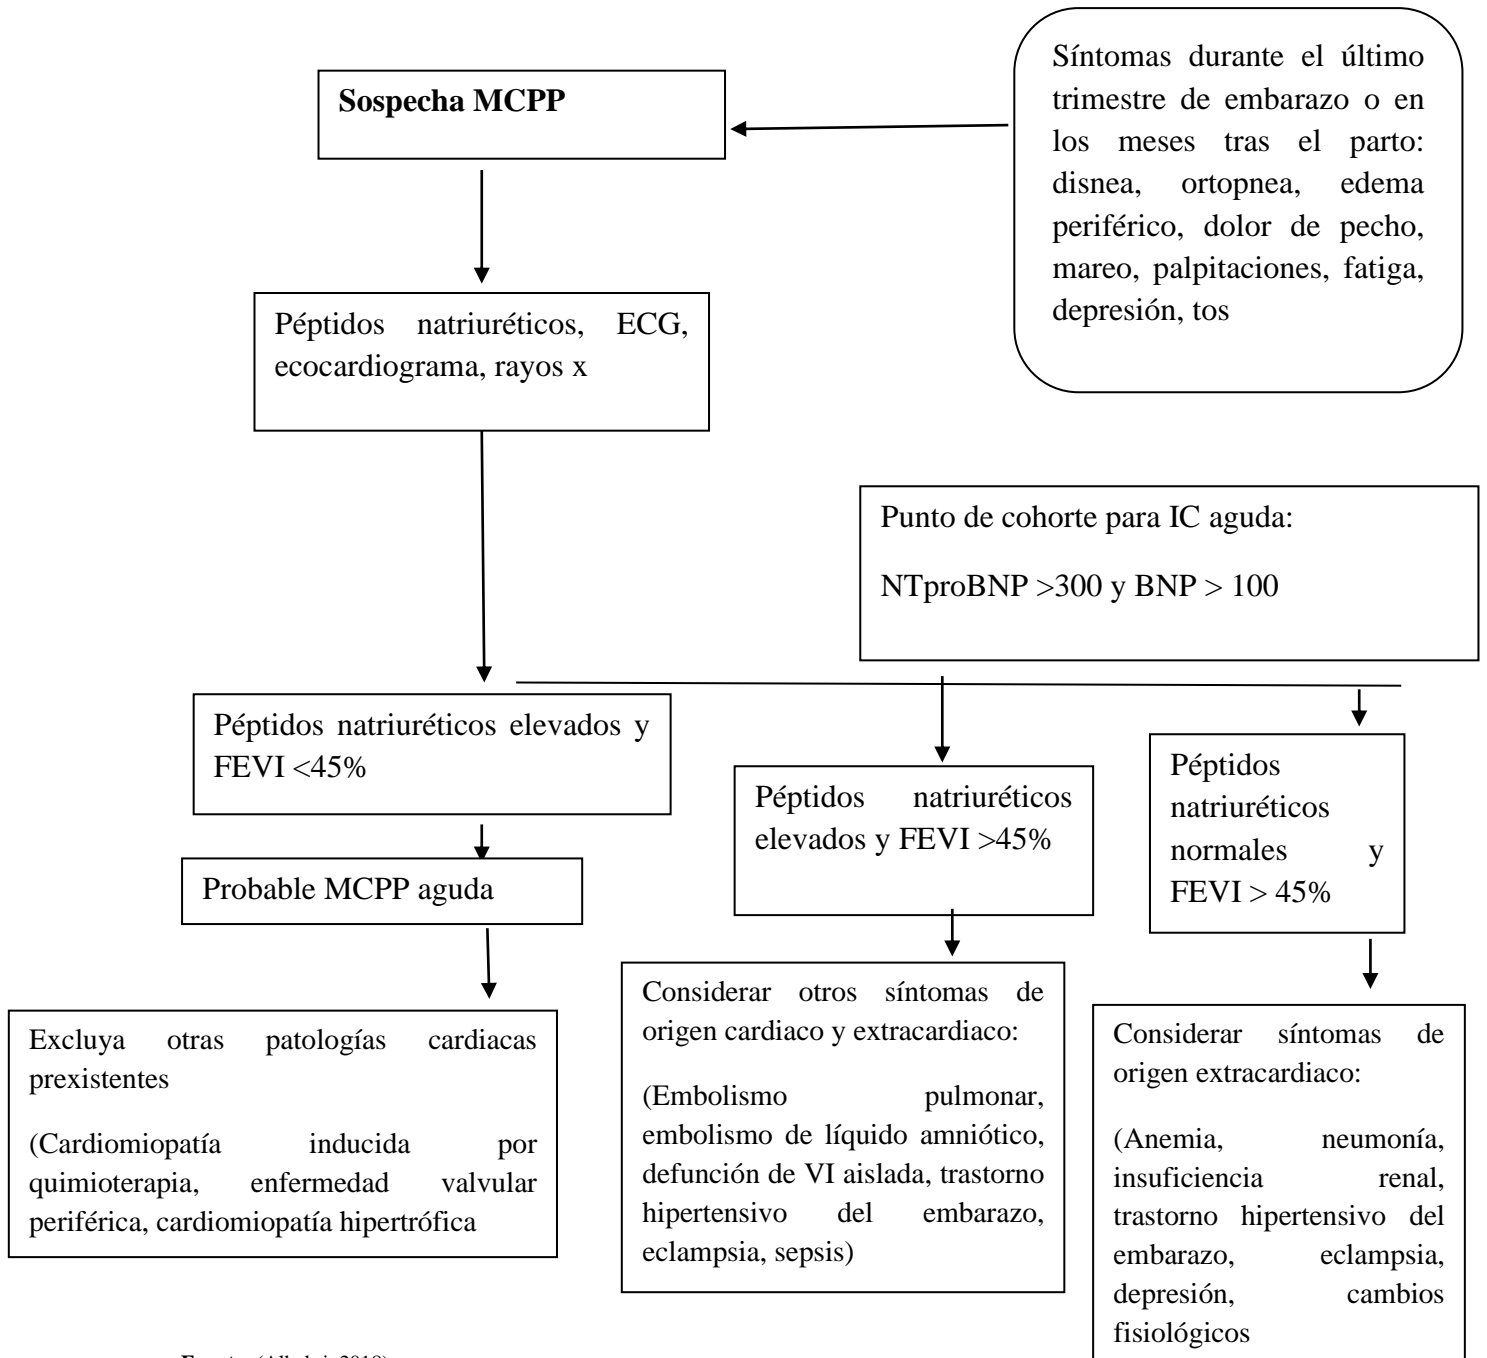 Síntomas durante el último
trimestre de embarazo o en
los meses tras el parto:
disnea, ortopnea, edema
periférico, dolor de pecho,
mareo, palpitaciones, fatiga,
depresión, tos
Sospecha MCPP
Péptidos natriuréticos, ECG,
ecocardiograma, rayos x
Punto de cohorte para IC aguda:
NTproBNP >300 y BNP > 100
Péptidos natriuréticos elevados y
FEVI <45%
Péptidos natriuréticos
elevados y FEVI >45%
Péptidos
natriuréticos
normales y
FEVI > 45%
Probable MCPP aguda
Excluya otras patologías cardiacas
prexistentes
(Cardiomiopatía inducida por
quimioterapia, enfermedad valvular
periférica, cardiomiopatía hipertrófica
Considerar otros síntomas de
origen cardiaco y extracardiaco:
(Embolismo pulmonar,
embolismo de líquido amniótico,
defunción de VI aislada, trastorno
hipertensivo del embarazo,
eclampsia, sepsis)
Considerar síntomas de
origen extracardiaco:
(Anemia, neumonía,
insuficiencia renal,
trastorno hipertensivo del
embarazo, eclampsia,
depresión, cambios
fisiológicos